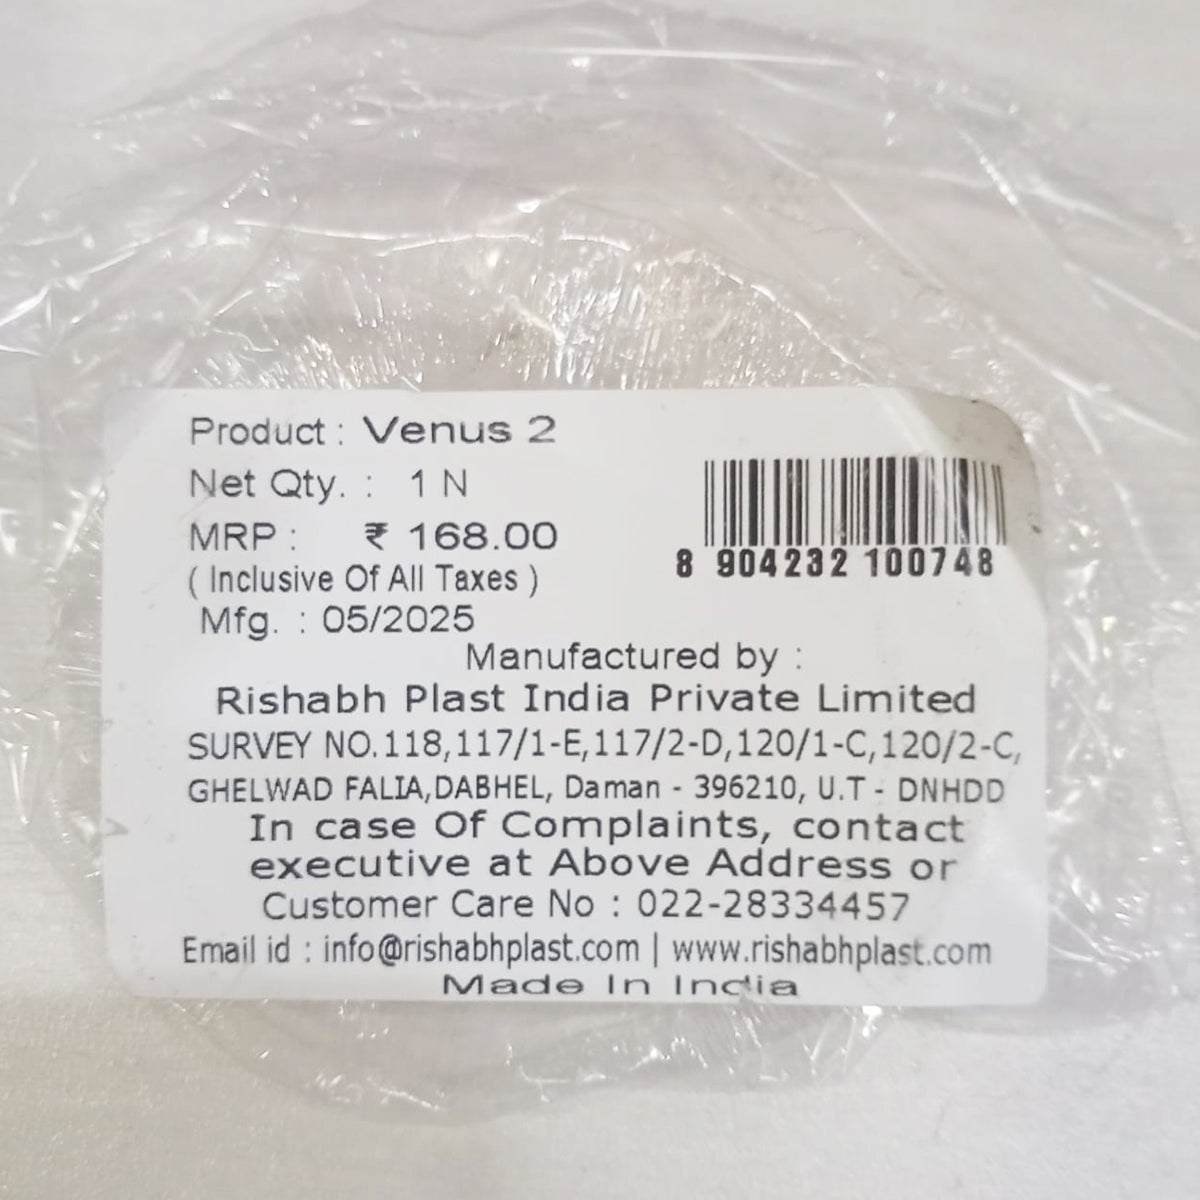 Product : Venus 2
Net Qty. : 1 N
MRP : ₹ 168.00
( Inclusive Of All Taxes )
Mfg. : 05/2025
8 904232 100748
Manufactured by :
Rishabh Plast India Private Limited
SURVEY NO.118,117/1-E,117/2-D,120/1-C,120/2-C,
GHELWAD FALIA,DABHEL, Daman - 396210, U.T - DNHDD
In case Of Complaints, contact
executive at Above Address or
Customer Care No : 022-28334457
Email id : info@rishabhplast.com | www.rishabhplast.com
Made In India